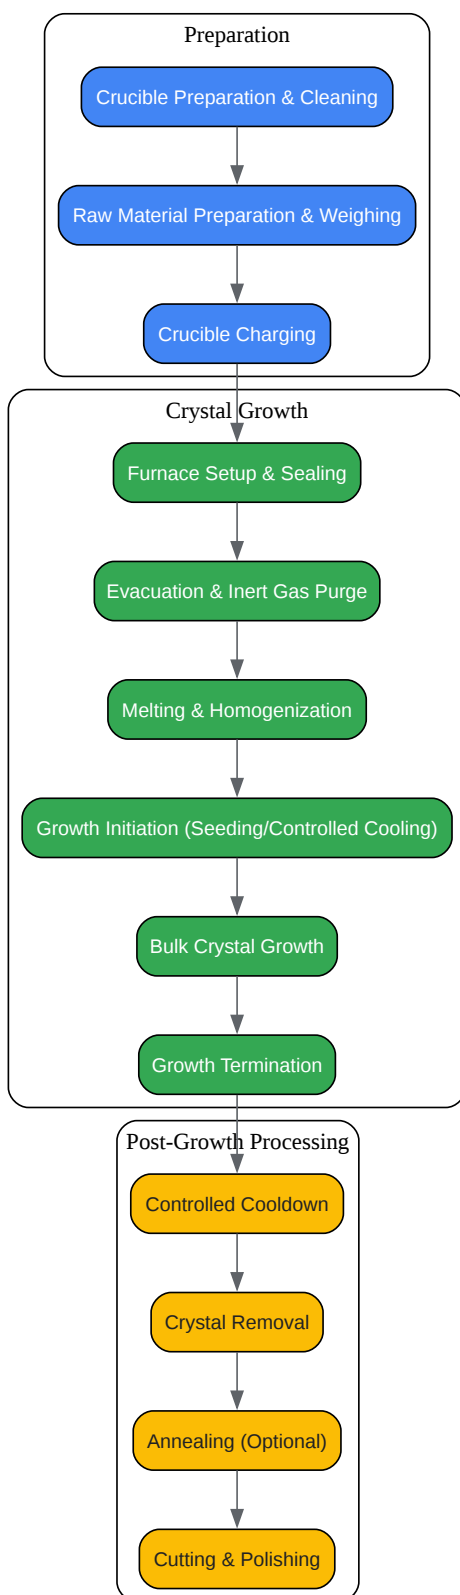 Preparation
Crucible Preparation & Cleaning
Raw Material Preparation & Weighing
Crucible Charging
Crystal Growth
Furnace Setup & Sealing
Evacuation & Inert Gas Purge
Melting & Homogenization
Growth Initiation (Seeding/Controlled Cooling)
Bulk Crystal Growth
Growth Termination
Post-Growth Processing
Controlled Cooldown
Crystal Removal
Annealing (Optional)
Cutting & Polishing